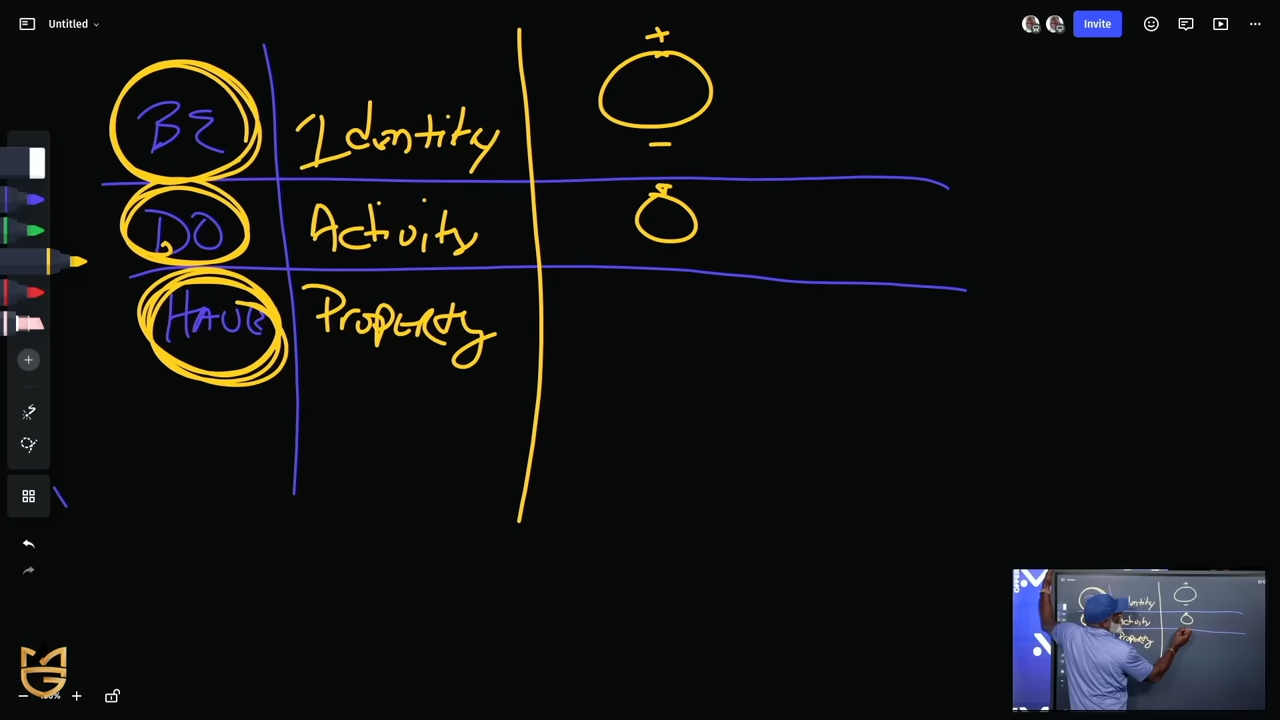 Untitled
Invite
+
BE
Identity
−
DO
Activity
HAVE
Property